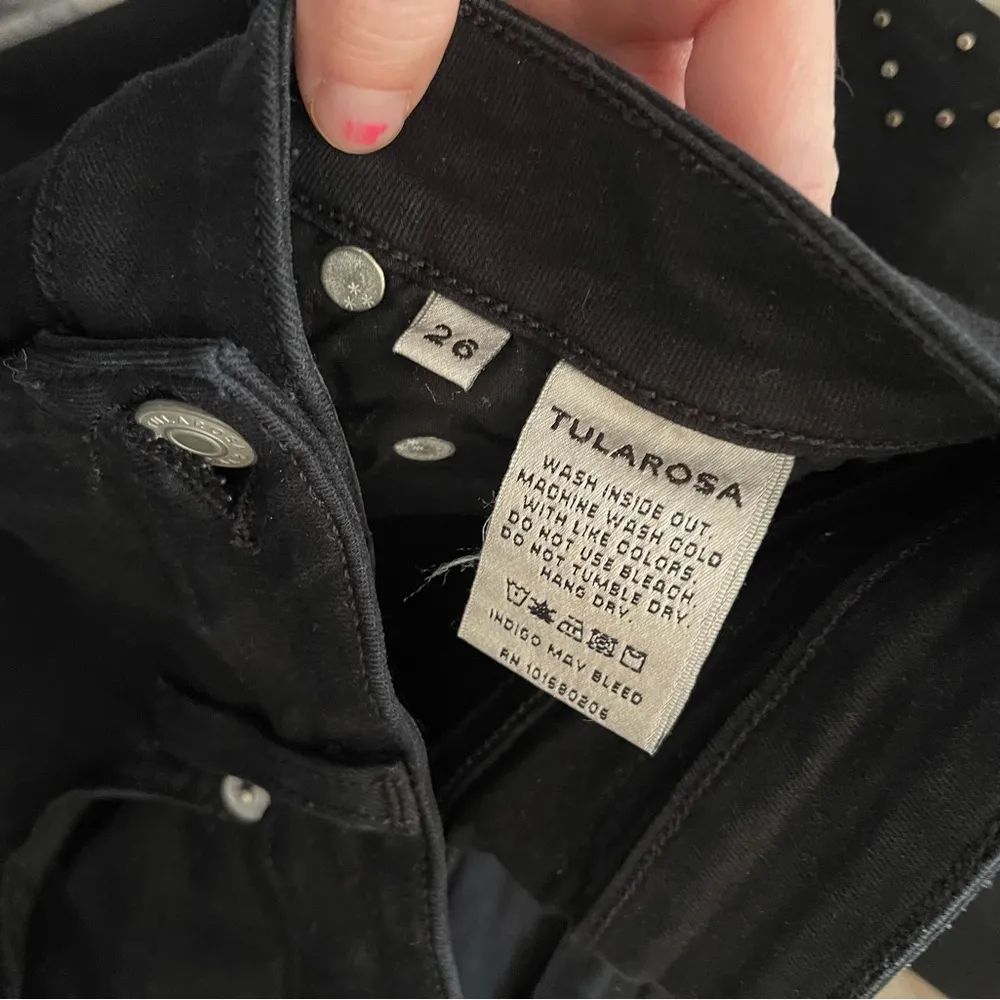 26
TULAROSA
WASH INSIDE OUT.
MACHINE WASH COLD
WITH LIKE COLORS.
DO NOT USE BLEACH.
DO NOT TUMBLE DRY.
HANG DRY.
INDIGO MAY BLEED
RN 101580205